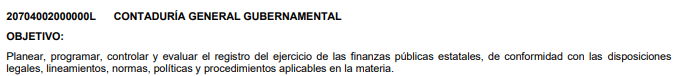 20704002000000L CONTADURÍA GENERAL GUBERNAMENTAL
OBJETIVO:
Planear, programar, controlar y evaluar el registro del ejercicio de las finanzas públicas estatales, de conformidad con las disposiciones
legales, lineamientos, normas, políticas y procedimientos aplicables en la materia.